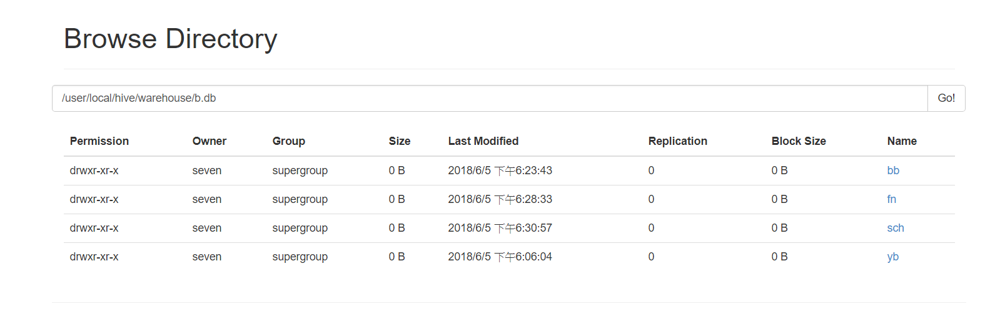 Browse Directory
/user/local/hive/warehouse/b.db Go!
Permission Owner Group Size Last Modified Replication Block Size Name
drwxr-xr-x seven supergroup 0 B 2018/6/5 下午6:23:43 0 0 B bb
drwxr-xr-x seven supergroup 0 B 2018/6/5 下午6:28:33 0 0 B fn
drwxr-xr-x seven supergroup 0 B 2018/6/5 下午6:30:57 0 0 B sch
drwxr-xr-x seven supergroup 0 B 2018/6/5 下午6:06:04 0 0 B yb